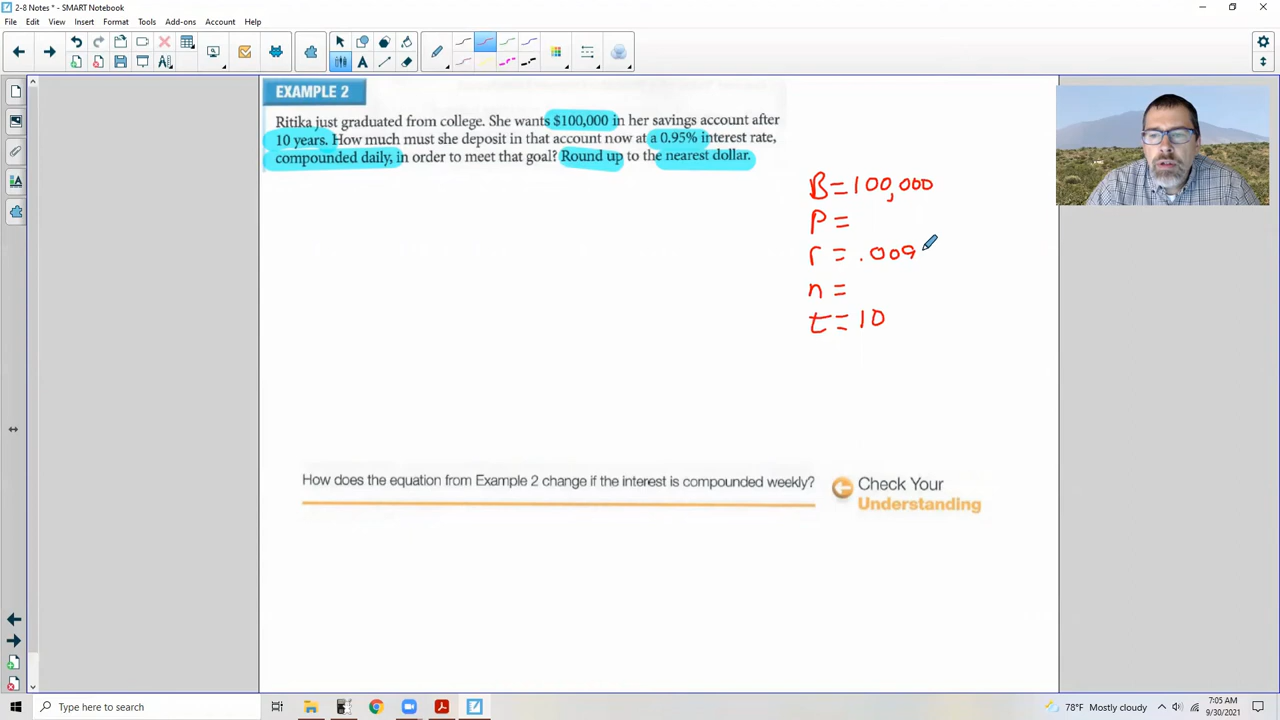 2-8 Notes * - SMART Notebook
File Edit View Insert Format Tools Add-ons Account Help
EXAMPLE 2
Ritika just graduated from college. She wants $100,000 in her savings account after
10 years. How much must she deposit in that account now at a 0.95% interest rate,
compounded daily, in order to meet that goal? Round up to the nearest dollar.
B = 100,000
P =
r = .009
n =
t = 10
How does the equation from Example 2 change if the interest is compounded weekly?
Check Your
Understanding
Type here to search
78°F Mostly cloudy
7:05 AM
9/30/2021